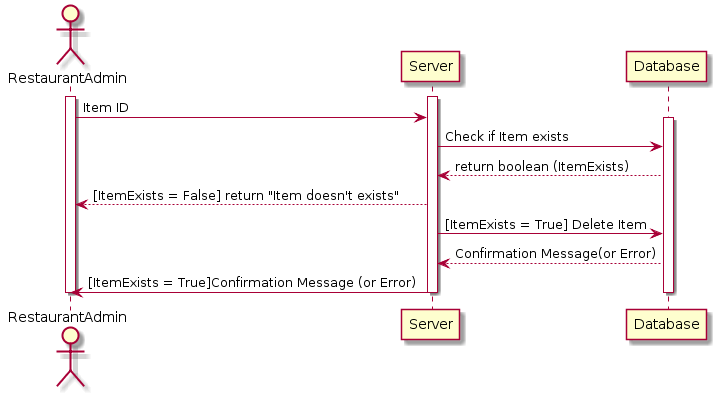 RestaurantAdmin
Server
Database
Item ID
Check if Item exists
return boolean (ItemExists)
[ItemExists = False] return "Item doesn't exists"
[ItemExists = True] Delete Item
Confirmation Message(or Error)
[ItemExists = True]Confirmation Message (or Error)
RestaurantAdmin
Server
Database